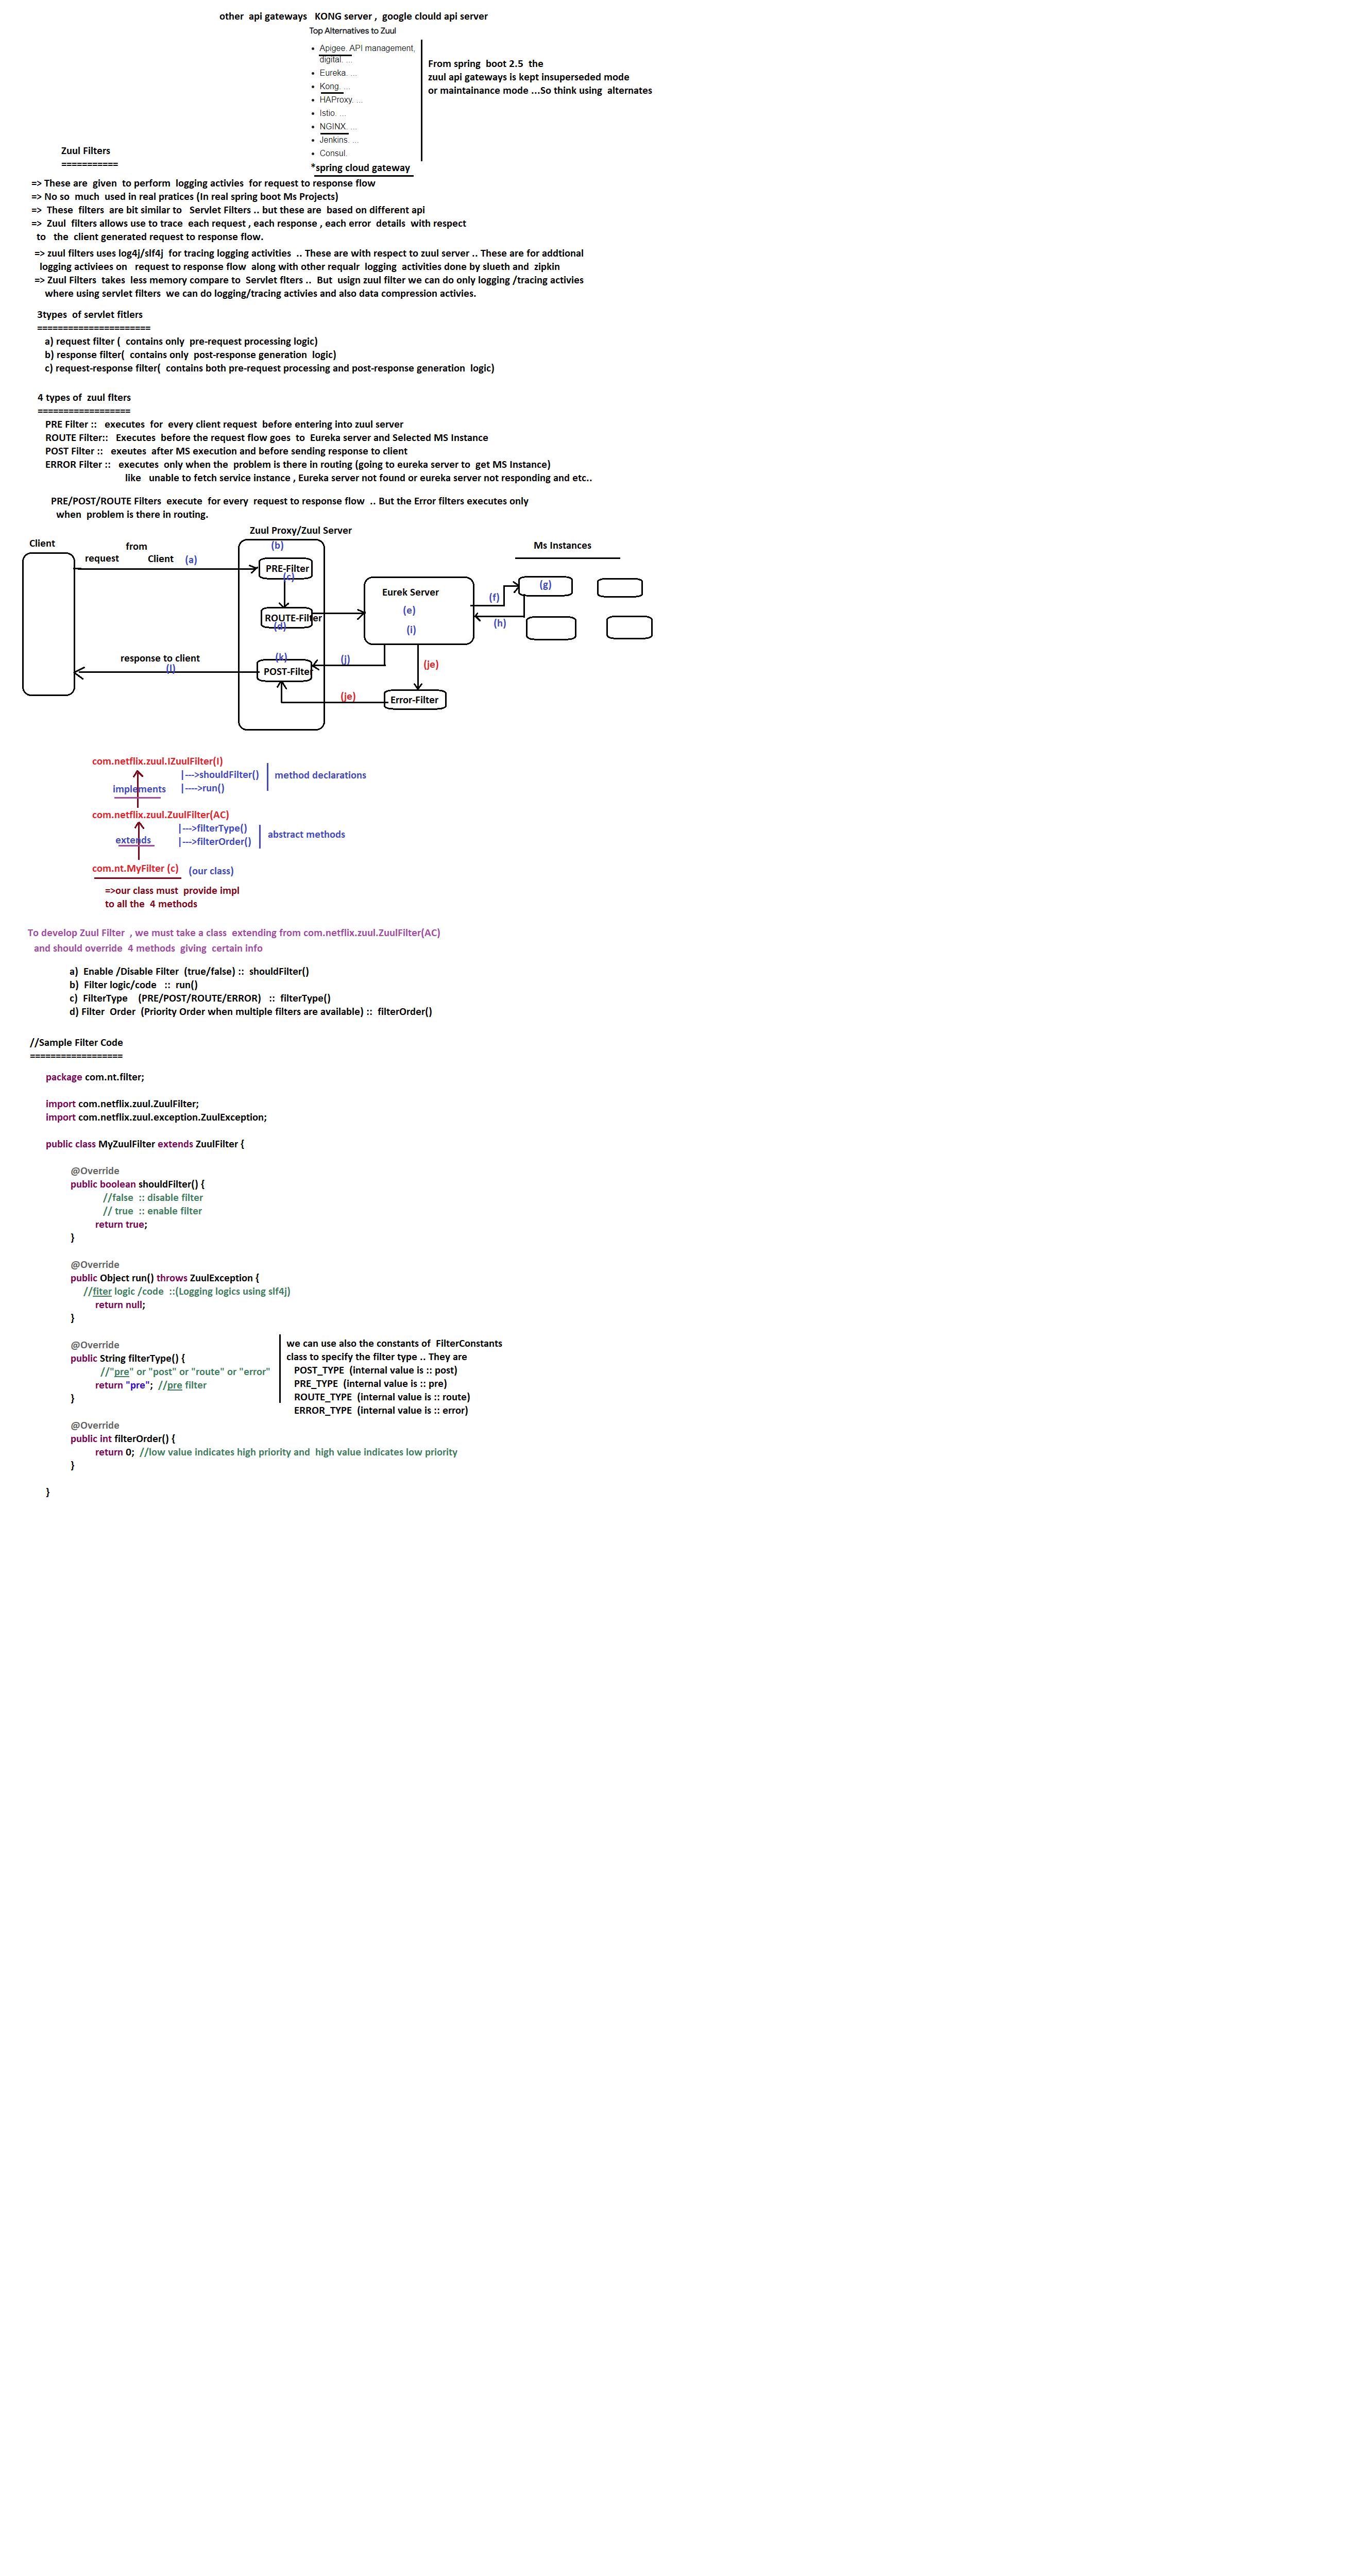 other api gateways KONG server , google clould api server
Top Alternatives to Zuul
• Apigee. API management,
digital. ...
• Eureka. ...
• Kong. ...
• HAProxy. ...
• Istio. ...
• NGINX. ...
• Jenkins. ...
• Consul.
*spring cloud gateway
From spring boot 2.5 the
zuul api gateways is kept insuperseded mode
or maintainance mode ...So think using alternates
Zuul Filters
===========
=> These are given to perform logging activies for request to response flow
=> No so much used in real pratices (In real spring boot Ms Projects)
=> These filters are bit similar to Servlet Filters .. but these are based on different api
=> Zuul filters allows use to trace each request , each response , each error details with respect
to the client generated request to response flow.
=> zuul filters uses log4j/slf4j for tracing logging activities .. These are with respect to zuul server .. These are for addtional
logging activiees on request to response flow along with other requalr logging activities done by slueth and zipkin
=> Zuul Filters takes less memory compare to Servlet flters .. But usign zuul filter we can do only logging /tracing activies
where using servlet filters we can do logging/tracing activies and also data compression activies.
3types of servlet fitlers
======================
a) request filter ( contains only pre-request processing logic)
b) response filter( contains only post-response generation logic)
c) request-response filter( contains both pre-request processing and post-response generation logic)
4 types of zuul flters
==================
PRE Filter :: executes for every client request before entering into zuul server
ROUTE Filter:: Executes before the request flow goes to Eureka server and Selected MS Instance
POST Filter :: exeutes after MS execution and before sending response to client
ERROR Filter :: executes only when the problem is there in routing (going to eureka server to get MS Instance)
like unable to fetch service instance , Eureka server not found or eureka server not responding and etc..
PRE/POST/ROUTE Filters execute for every request to response flow .. But the Error filters executes only
when problem is there in routing.
Zuul Proxy/Zuul Server
Client
from
request Client (a)
(b)
PRE-Filter
(c)
ROUTE-Filter
(d)
Eurek Server
(e)
(i)
Ms Instances
(f)
(g)
(h)
(j)
(k)
POST-Filter
response to client
(l)
(je)
(je)
Error-Filter
com.netflix.zuul.IZuulFilter(I)
|--->shouldFilter()
|---->run()
method declarations
implements
com.netflix.zuul.ZuulFilter(AC)
|--->filterType()
|--->filterOrder()
abstract methods
extends
com.nt.MyFilter (c) (our class)
=>our class must provide impl
to all the 4 methods
To develop Zuul Filter , we must take a class extending from com.netflix.zuul.ZuulFilter(AC)
and should override 4 methods giving certain info
a) Enable /Disable Filter (true/false) :: shouldFilter()
b) Filter logic/code :: run()
c) FilterType (PRE/POST/ROUTE/ERROR) :: filterType()
d) Filter Order (Priority Order when multiple filters are available) :: filterOrder()
//Sample Filter Code
==================
package com.nt.filter;
import com.netflix.zuul.ZuulFilter;
import com.netflix.zuul.exception.ZuulException;
public class MyZuulFilter extends ZuulFilter {
@Override
public boolean shouldFilter() {
//false :: disable filter
// true :: enable filter
return true;
}
@Override
public Object run() throws ZuulException {
//fiter logic /code ::(Logging logics using slf4j)
return null;
}
@Override
public String filterType() {
//"pre" or "post" or "route" or "error"
return "pre"; //pre filter
}
we can use also the constants of FilterConstants
class to specify the filter type .. They are
POST_TYPE (internal value is :: post)
PRE_TYPE (internal value is :: pre)
ROUTE_TYPE (internal value is :: route)
ERROR_TYPE (internal value is :: error)
@Override
public int filterOrder() {
return 0; //low value indicates high priority and high value indicates low priority
}
}